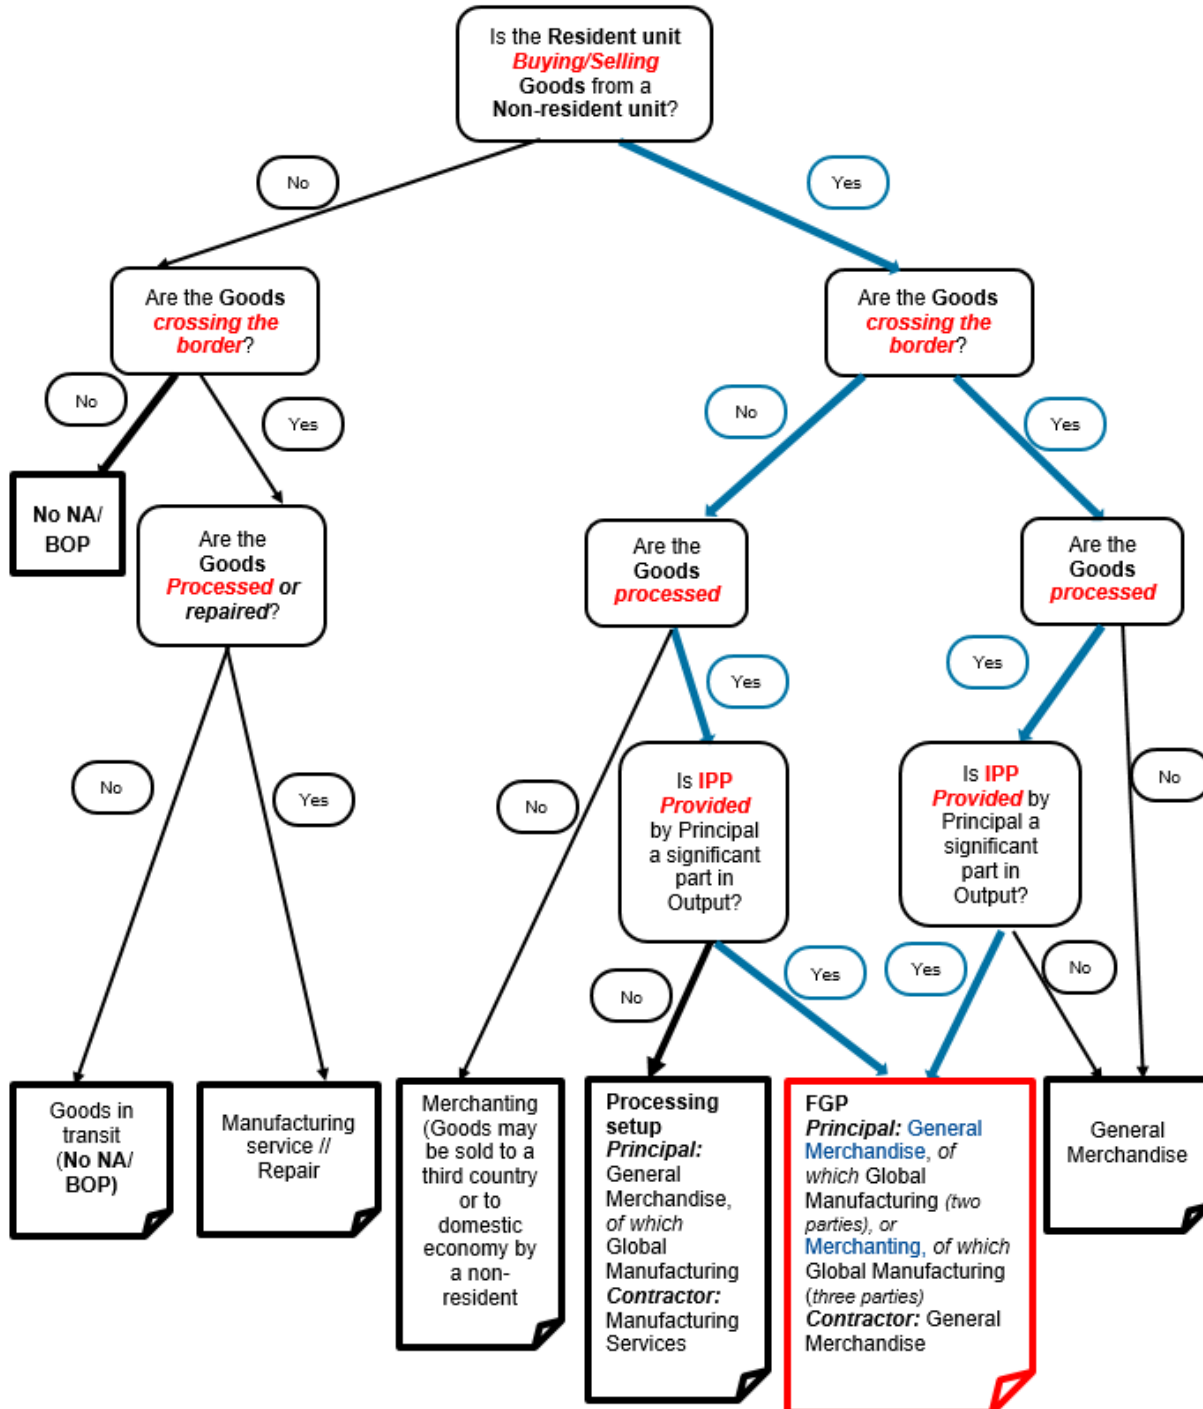 Is the Resident unit
Buying/Selling
Goods from a
Non-resident unit?
No
Yes
Are the Goods
crossing the
border?
Are the Goods
crossing the
border?
No
Yes
No
Yes
No NA/
BOP
Are the
Goods
Processed or
repaired?
Are the
Goods
processed
Are the
Goods
processed
Yes
Yes
No
Yes
No
No
Is IPP
Provided
by Principal
a significant
part in
Output?
Is IPP
Provided by
Principal a
significant
part in
Output?
No
Yes
Yes
No
Goods in
transit
(No NA/
BOP)
Manufacturing
service //
Repair
Merchanting
(Goods may
be sold to a
third country
or to
domestic
economy by
a non-
resident
Processing
setup
Principal:
General
Merchandise,
of which
Global
Manufacturing
Contractor:
Manufacturing
Services
FGP
Principal: General
Merchandise, of
which Global
Manufacturing (two
parties), or
Merchanting, of which
Global Manufacturing
(three parties)
Contractor: General
Merchandise
General
Merchandise